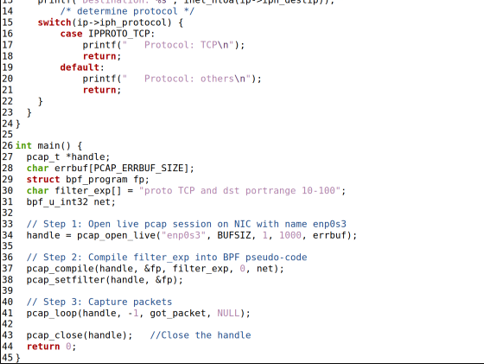 13 printf(" Destination: %s", inet_ntoa(ip->iph_destip));
14 /* determine protocol */
15 switch(ip->iph_protocol) {
16 case IPPROTO_TCP:
17 printf("   Protocol: TCP\n");
18 return;
19 default:
20 printf("   Protocol: others\n");
21 return;
22 }
23 }
24 }
25
26 int main() {
27 pcap_t *handle;
28 char errbuf[PCAP_ERRBUF_SIZE];
29 struct bpf_program fp;
30 char filter_exp[] = "proto TCP and dst portrange 10-100";
31 bpf_u_int32 net;
32
33 // Step 1: Open live pcap session on NIC with name enp0s3
34 handle = pcap_open_live("enp0s3", BUFSIZ, 1, 1000, errbuf);
35
36 // Step 2: Compile filter_exp into BPF pseudo-code
37 pcap_compile(handle, &fp, filter_exp, 0, net);
38 pcap_setfilter(handle, &fp);
39
40 // Step 3: Capture packets
41 pcap_loop(handle, -1, got_packet, NULL);
42
43 pcap_close(handle);   //Close the handle
44 return 0;
45 }